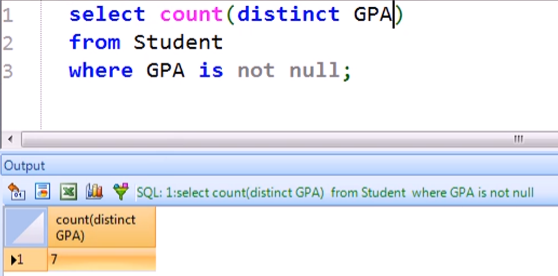 1 select count(distinct GPA)
2 from Student
3 where GPA is not null;
Output
SQL: 1:select count(distinct GPA) from Student where GPA is not null
count(distinct
GPA)
1 7